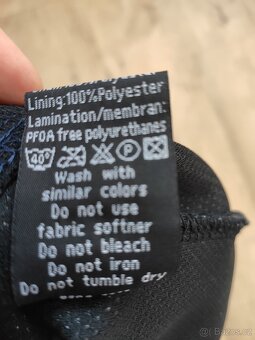 Lining:100%Polyester
Lamination/membran:
PFOA free polyurethanes
40°
P
Wash with
similar colors
Do not use
fabric softner
Do not bleach
Do not iron
Do not tumble dry